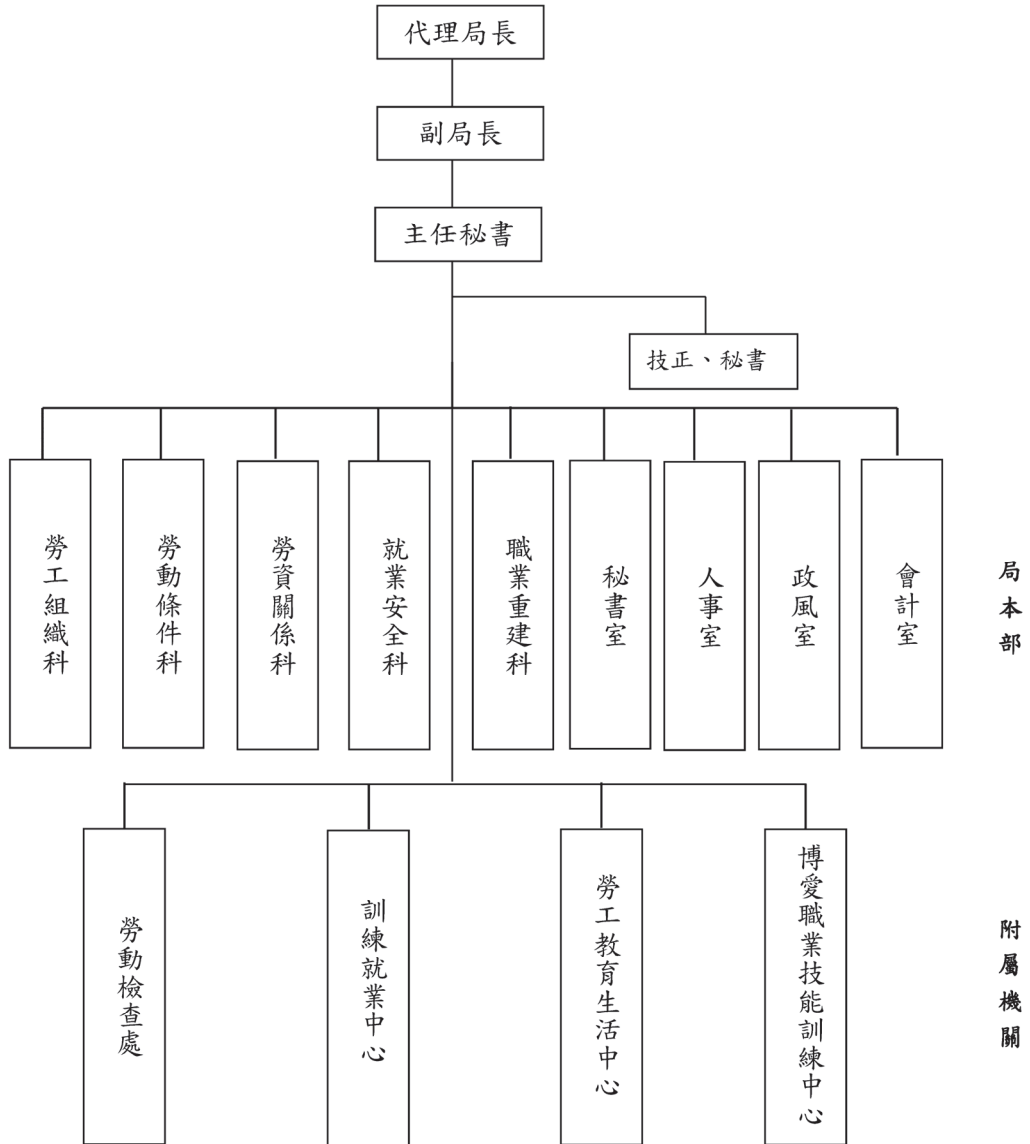 代理局長
副局長
主任秘書
技正、秘書
勞工組織科
勞動條件科
勞資關係科
就業安全科
職業重建科
秘書室
人事室
政風室
會計室
局本部
勞動檢查處
訓練就業中心
勞工教育生活中心
博愛職業技能訓練中心
附屬機關